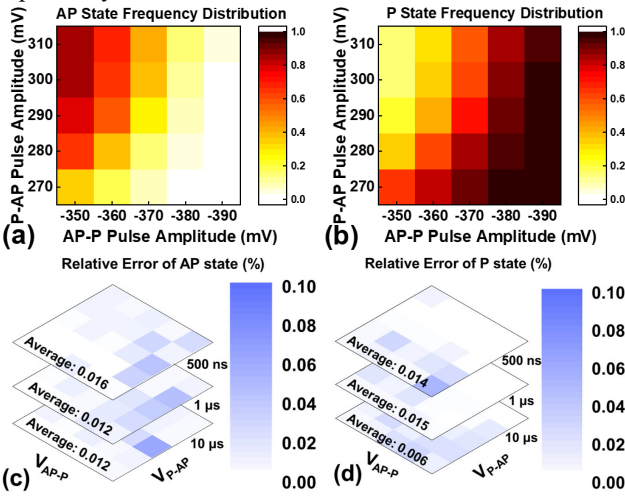 AP State Frequency Distribution
P State Frequency Distribution
P-AP Pulse Amplitude (mV)
310
300
290
280
270
-350 -360 -370 -380 -390
AP-P Pulse Amplitude (mV)
1.0
0.8
0.6
0.4
0.2
0.0
(a)
P-AP Pulse Amplitude (mV)
310
300
290
280
270
-350 -360 -370 -380 -390
AP-P Pulse Amplitude (mV)
1.0
0.8
0.6
0.4
0.2
0.0
(b)
Relative Error of AP state (%)
Average: 0.016
500 ns
Average: 0.012
1 μs
Average: 0.012
10 μs
VAP-P
VP-AP
0.10
0.08
0.06
0.04
0.02
0.00
(c)
Relative Error of P state (%)
Average: 0.014
500 ns
Average: 0.015
1 μs
Average: 0.006
10 μs
VAP-P
VP-AP
0.10
0.08
0.06
0.04
0.02
0.00
(d)